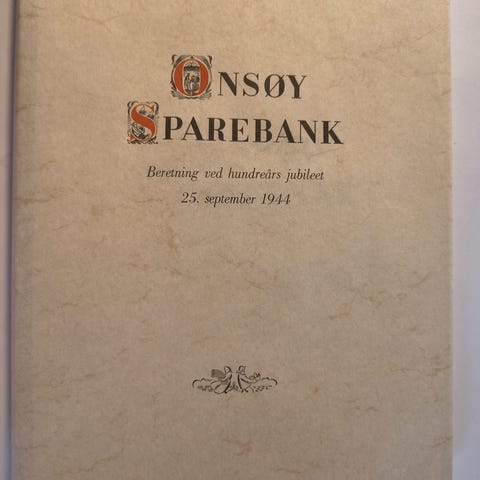 ONSØY
SPAREBANK
Beretning ved hundreårs jubileet
25. september 1944